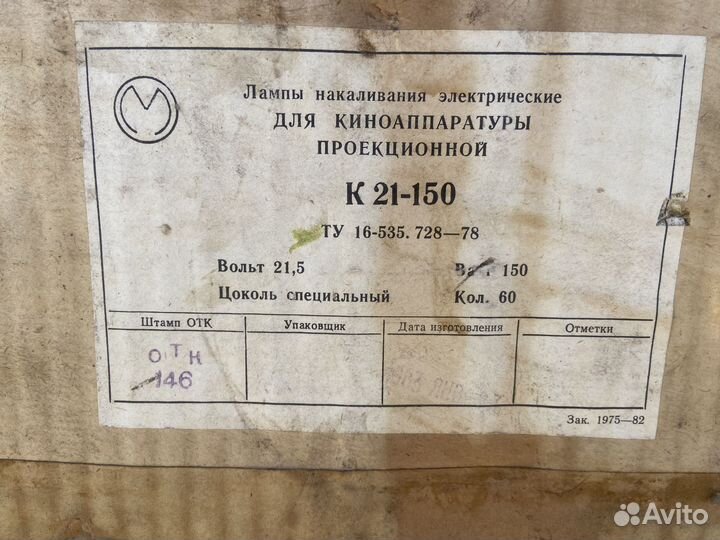 Лампы накаливания электрические
ДЛЯ КИНОАППАРАТУРЫ
ПРОЕКЦИОННОЙ
К 21-150
ТУ 16-535. 728—78
Вольт 21,5
Ватт 150
Цоколь специальный
Кол. 60
Штамп ОТК
Упаковщик
Дата изготовления
Отметки
ОТК
146
Зак. 1975—82
Avito